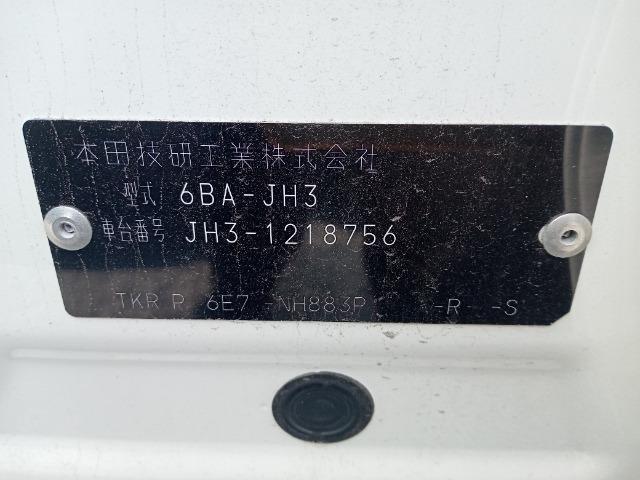 本田技研工業株式会社
型式 6BA-JH3
車台番号 JH3-1218756
TKR P 6E7 -NH883P -R -S